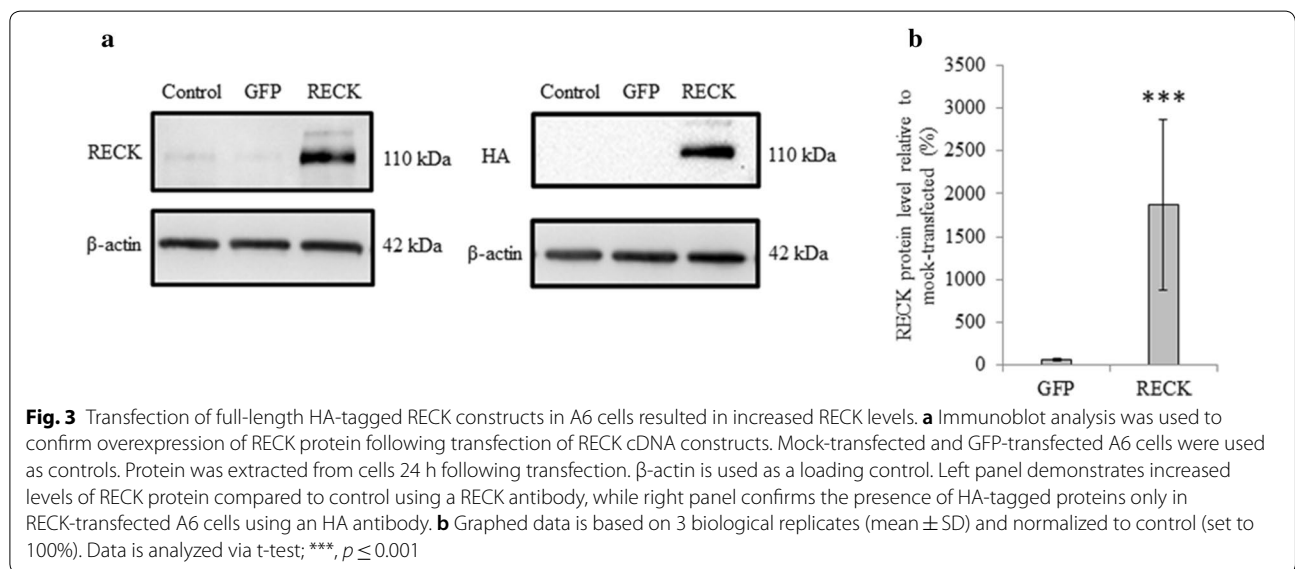 a
Control GFP RECK
RECK
110 kDa
β-actin
42 kDa
Control GFP RECK
HA
110 kDa
β-actin
42 kDa
b
RECK protein level relative to
mock-transfected (%)
3500
3000
2500
2000
1500
1000
500
0
***
GFP RECK
Fig. 3 Transfection of full-length HA-tagged RECK constructs in A6 cells resulted in increased RECK levels. a Immunoblot analysis was used to
confirm overexpression of RECK protein following transfection of RECK cDNA constructs. Mock-transfected and GFP-transfected A6 cells were used
as controls. Protein was extracted from cells 24 h following transfection. β-actin is used as a loading control. Left panel demonstrates increased
levels of RECK protein compared to control using a RECK antibody, while right panel confirms the presence of HA-tagged proteins only in
RECK-transfected A6 cells using an HA antibody. b Graphed data is based on 3 biological replicates (mean ± SD) and normalized to control (set to
100%). Data is analyzed via t-test; ***, p ≤ 0.001